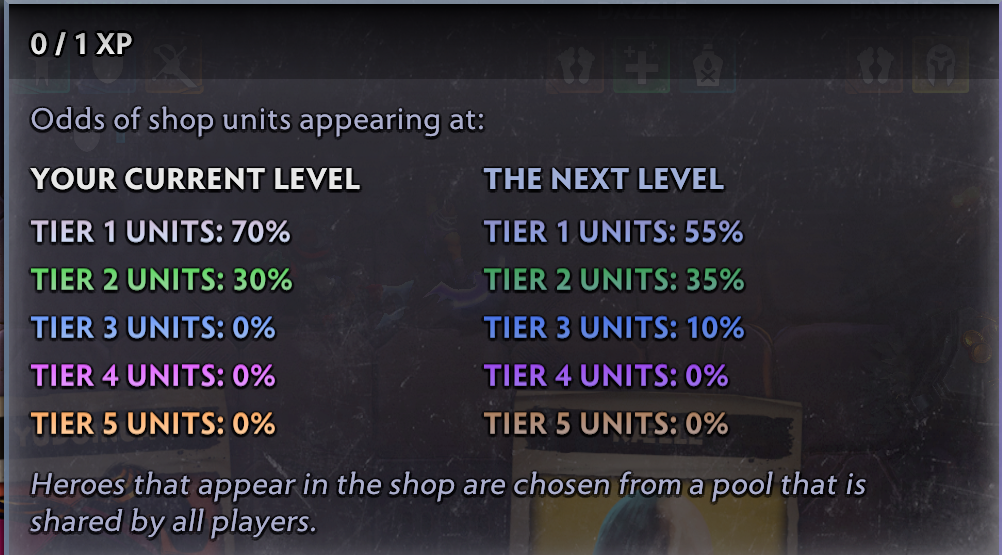 0 / 1 XP
Odds of shop units appearing at:
YOUR CURRENT LEVEL
THE NEXT LEVEL
TIER 1 UNITS: 70%
TIER 1 UNITS: 55%
TIER 2 UNITS: 30%
TIER 2 UNITS: 35%
TIER 3 UNITS: 0%
TIER 3 UNITS: 10%
TIER 4 UNITS: 0%
TIER 4 UNITS: 0%
TIER 5 UNITS: 0%
TIER 5 UNITS: 0%
Heroes that appear in the shop are chosen from a pool that is
shared by all players.